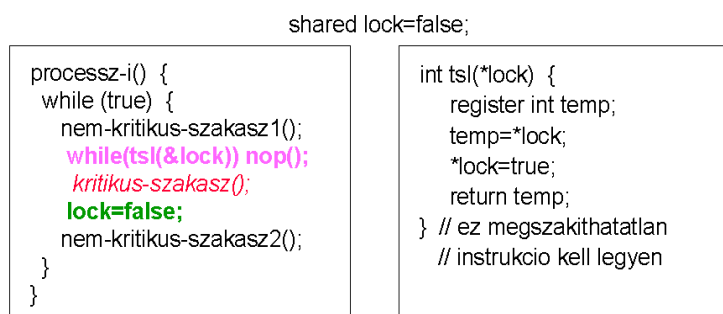 shared lock=false;
processz-i() {
while (true) {
nem-kritikus-szakasz1();
while(tsl(&lock)) nop();
kritikus-szakasz();
lock=false;
nem-kritikus-szakasz2();
}
}
int tsl(*lock) {
register int temp;
temp=*lock;
*lock=true;
return temp;
} // ez megszakithatatlan
// instrukcio kell legyen